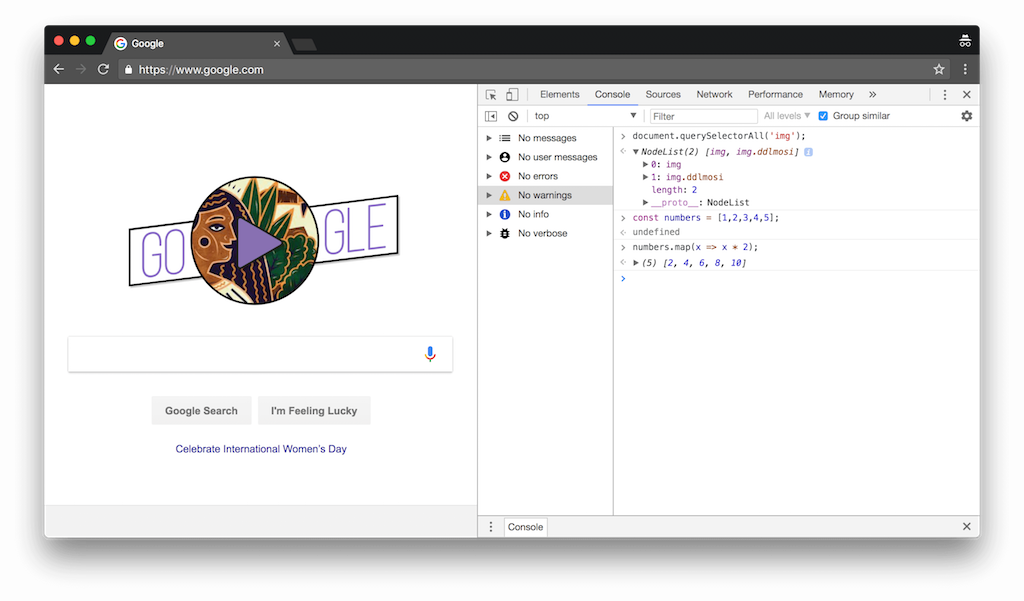 Google
https://www.google.com
GO GLE
Google Search I'm Feeling Lucky
Celebrate International Women's Day
Elements Console Sources Network Performance Memory »
top Filter All levels Group similar
No messages
No user messages
No errors
No warnings
No info
No verbose
document.querySelectorAll('img');
NodeList(2) [img, img.ddlmosi]
0: img
1: img.ddlmosi
length: 2
__proto__: NodeList
const numbers = [1,2,3,4,5];
undefined
numbers.map(x => x * 2);
(5) [2, 4, 6, 8, 10]
Console